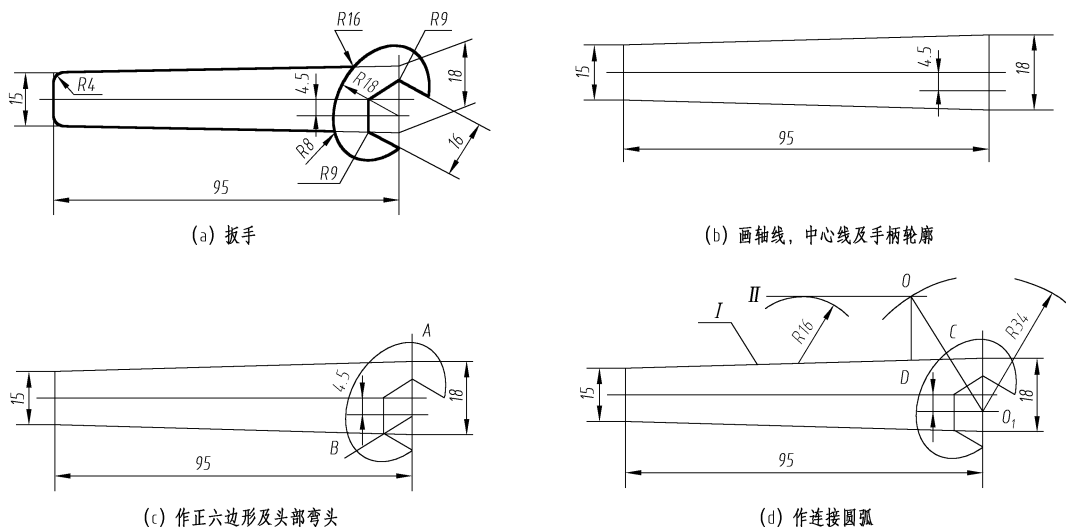 R16
R9
R4
R18
4.5
18
15
R8
R9
16
95
(a) 扳手
15
4.5
18
95
(b) 画轴线，中心线及手柄轮廓
A
15
4.5
18
B
95
(c) 作正六边形及头部弯头
O
II
I
R16
C
R34
15
D
18
O1
95
(d) 作连接圆弧